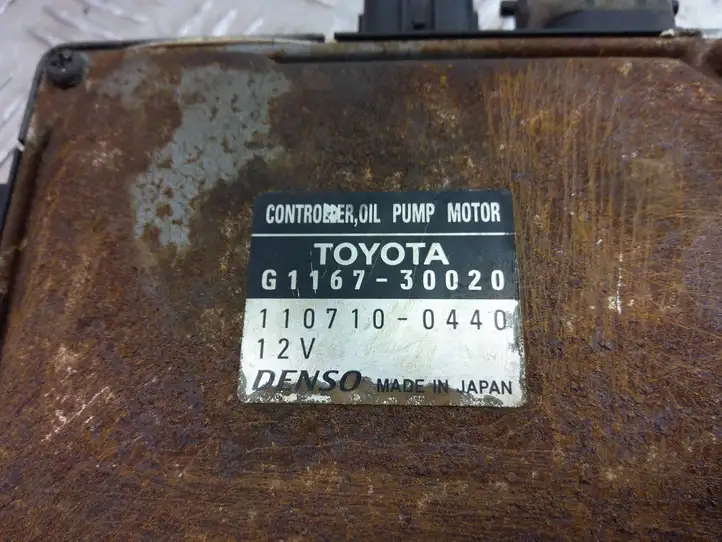 CONTROLLER,OIL PUMP MOTOR
TOYOTA
G1167-30020
110710-0440
12V
DENSO MADE IN JAPAN